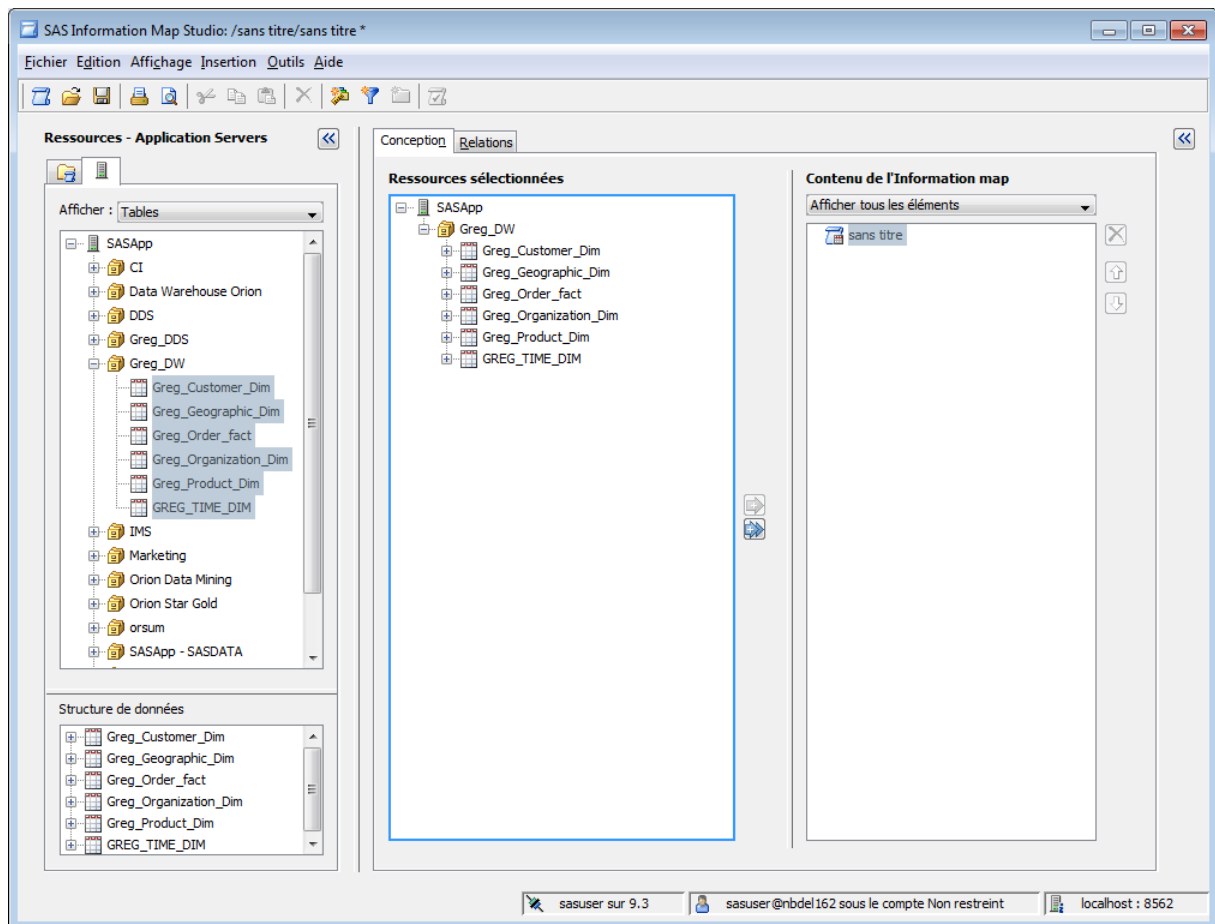 SAS Information Map Studio: /sans titre/sans titre *
Fichier Edition Affichage Insertion Outils Aide
Ressources - Application Servers
Afficher : Tables
SASApp
CI
Data Warehouse Orion
DDS
Greg_DDS
Greg_DW
Greg_Customer_Dim
Greg_Geographic_Dim
Greg_Order_fact
Greg_Organization_Dim
Greg_Product_Dim
GREG_TIME_DIM
IMS
Marketing
Orion Data Mining
Orion Star Gold
orsum
SASApp - SASDATA
Structure de données
Greg_Customer_Dim
Greg_Geographic_Dim
Greg_Order_fact
Greg_Organization_Dim
Greg_Product_Dim
GREG_TIME_DIM
Conception Relations
Ressources sélectionnées
SASApp
Greg_DW
Greg_Customer_Dim
Greg_Geographic_Dim
Greg_Order_fact
Greg_Organization_Dim
Greg_Product_Dim
GREG_TIME_DIM
Contenu de l'Information map
Afficher tous les éléments
sans titre
sasuser sur 9.3
sasuser@nbdel162 sous le compte Non restreint
localhost : 8562